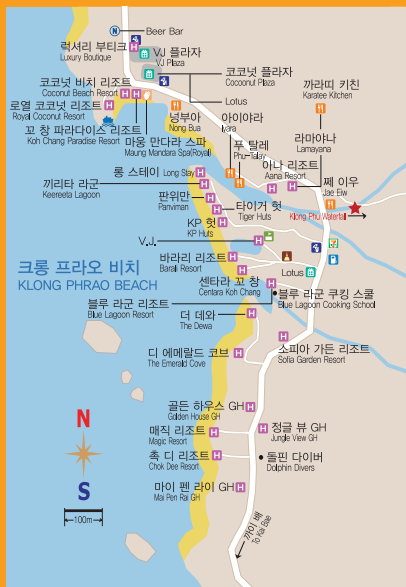 N
Beer Bar
럭셔리 부티크
Luxury Boutique
VJ 플라자
VJ Plaza
코코넛 비치 리조트
Coconut Beach Resort
코코넛 플라자
Cocoonut Plaza
Lotus
까라띠 키친
Karatee Kitchen
로열 코코넛 리조트
Royal Coconut Resort
넝부아
Nong Bua
아이야라
Iyara
꼬 창 파라다이스 리조트
Koh Chang Paradise Resort
푸 탈레
Phu-Talay
라마야나
Lamayana
마웅 만다라 스파
Maung Mandara Spa(Royal)
아나 리조트
Aana Resort
롱 스테이 Long Stay
째 이우
Jae Eiw
끼리타 라군
Keereeta Lagoon
판위만
Panviman
타이거 헛
Tiger Huts
Klong Phu Waterfall
KP 헛
KP Huts
V.J.
크롱 프라오 비치
KLONG PHRAO BEACH
바라리 리조트
Barali Resort
Lotus
센타라 꼬 창
Centara Koh Chang
블루 라군 쿠킹 스쿨
Blue Lagoon Cooking School
블루 라군 리조트
Blue Lagoon Resort
더 데와
The Dewa
디 에메랄드 코브
The Emerald Cove
소피아 가든 리조트
Sofia Garden Resort
골든 하우스 GH
Golden House GH
매직 리조트
Magic Resort
정글 뷰 GH
Jungle View GH
촉 디 리조트
Chok Dee Resort
돌핀 다이버
Dolphin Divers
마이 펜 라이 GH
Mai Pen Rai GH
N
S
100m
까이 배
To Kai Bae